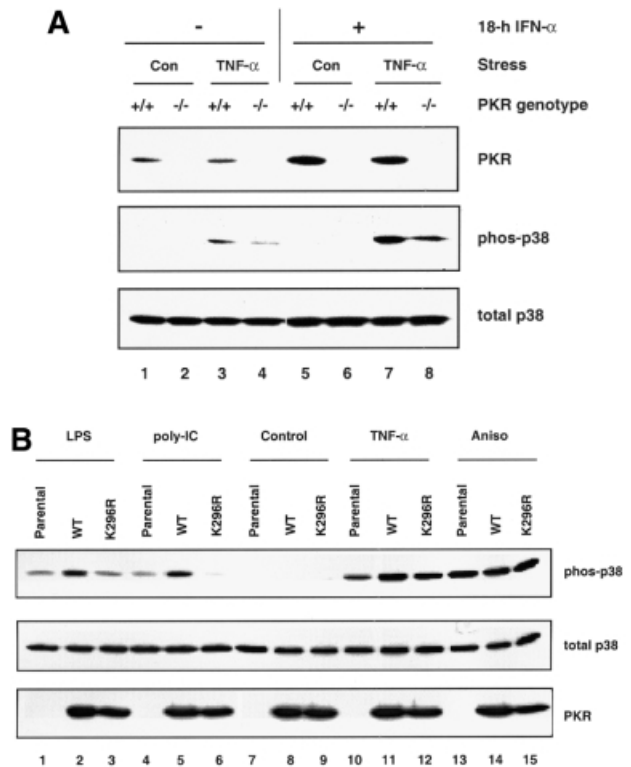 A
- + 18-h IFN-α
Con TNF-α Con TNF-α Stress
+/+ -/- +/+ -/- +/+ -/- +/+ -/- PKR genotype
PKR
phos-p38
total p38
1 2 3 4 5 6 7 8
B
LPS poly-IC Control TNF-α Aniso
Parental WT K296R Parental WT K296R Parental WT K296R Parental WT K296R Parental WT K296R
phos-p38
total p38
PKR
1 2 3 4 5 6 7 8 9 10 11 12 13 14 15